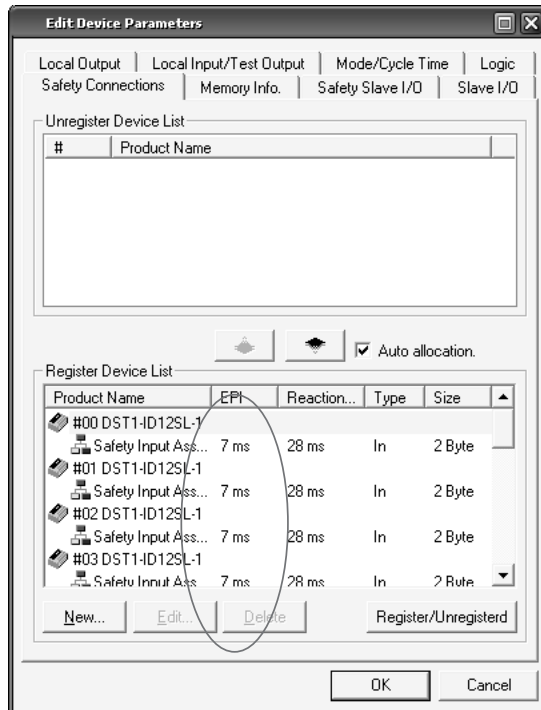 Edit Device Parameters
Local Output | Local Input/Test Output | Mode/Cycle Time | Logic
Safety Connections | Memory Info. | Safety Slave I/O | Slave I/O
Unregister Device List
# Product Name
Auto allocation.
Register Device List
Product Name EPI Reaction... Type Size
#00 DST1-ID12SL-1
Safety Input Ass... 7 ms 28 ms In 2 Byte
#01 DST1-ID12SL-1
Safety Input Ass... 7 ms 28 ms In 2 Byte
#02 DST1-ID12SL-1
Safety Input Ass... 7 ms 28 ms In 2 Byte
#03 DST1-ID12SL-1
Safety Input Ass... 7 ms 28 ms In 2 Byte
New... Edit... Delete Register/Unregisterd
OK Cancel